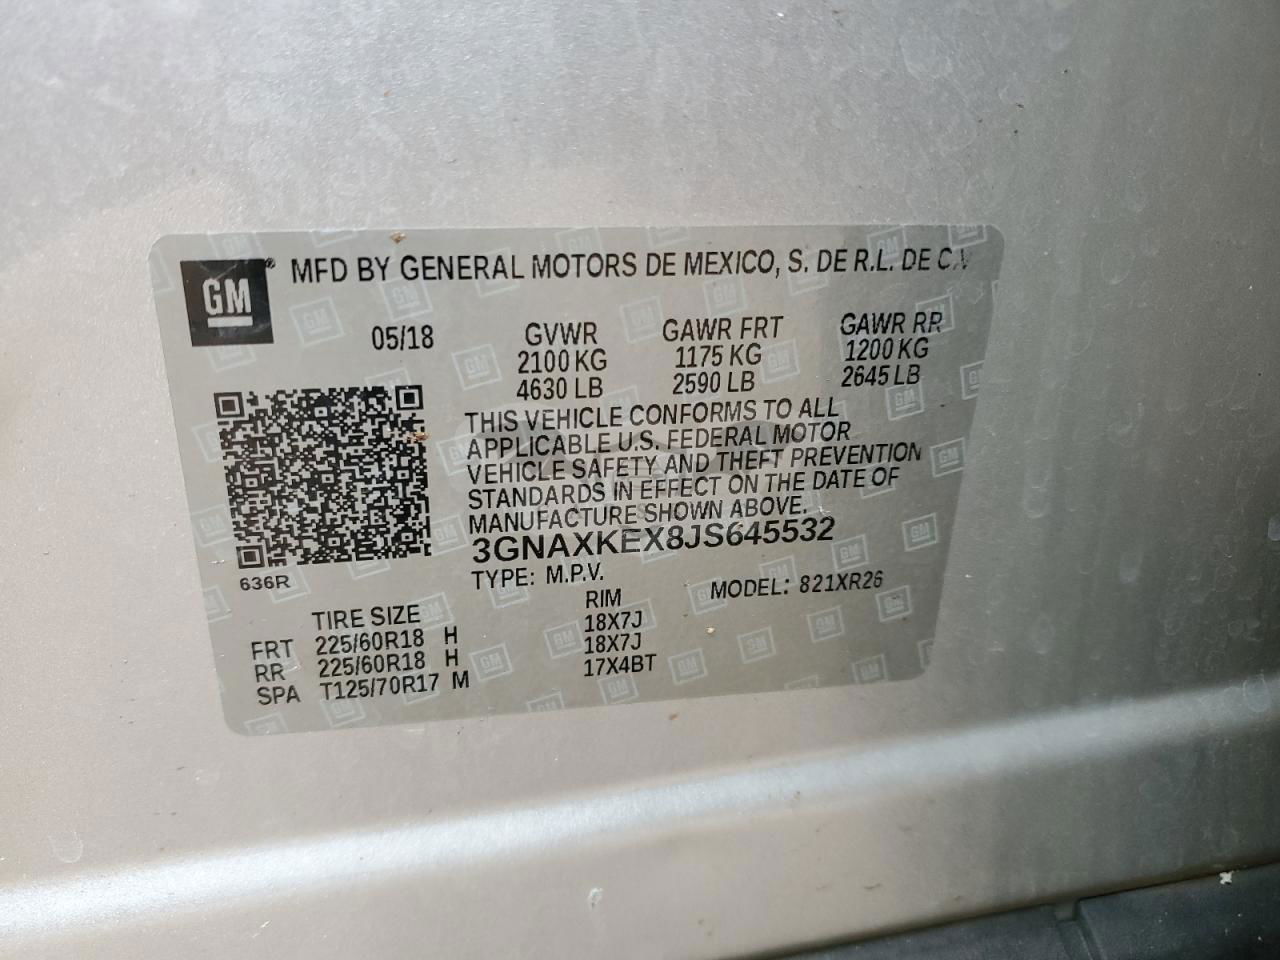 GM® MFD BY GENERAL MOTORS DE MEXICO, S. DE R.L. DE C.V
05/18 GVWR GAWR FRT GAWR RR
2100 KG 1175 KG 1200 KG
4630 LB 2590 LB 2645 LB
THIS VEHICLE CONFORMS TO ALL
APPLICABLE U.S. FEDERAL MOTOR
VEHICLE SAFETY AND THEFT PREVENTION
STANDARDS IN EFFECT ON THE DATE OF
MANUFACTURE SHOWN ABOVE.
3GNAXKEX8JS645532
636R TYPE: M.P.V. MODEL: 821XR26
TIRE SIZE RIM
FRT 225/60R18 H 18X7J
RR 225/60R18 H 18X7J
SPA T125/70R17 M 17X4BT